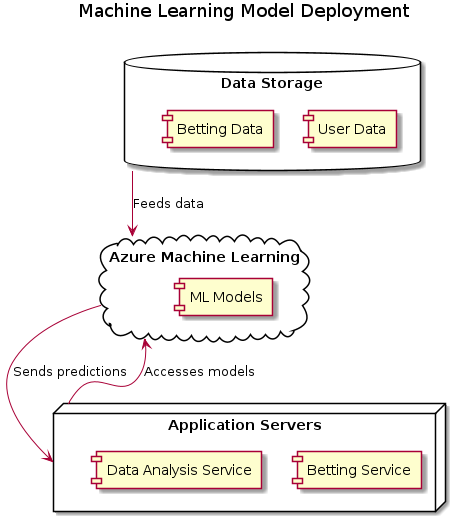 Machine Learning Model Deployment
Data Storage
Betting Data
User Data
Feeds data
Azure Machine Learning
ML Models
Sends predictions
Accesses models
Application Servers
Data Analysis Service
Betting Service